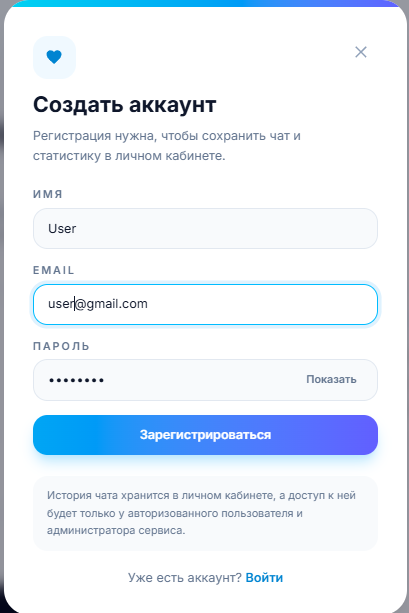 Создать аккаунт
Регистрация нужна, чтобы сохранить чат и
статистику в личном кабинете.
ИМЯ
User
EMAIL
user@gmail.com
ПАРОЛЬ
•••••••• Показать
Зарегистрироваться
История чата хранится в личном кабинете, а доступ к ней
будет только у авторизованного пользователя и
администратора сервиса.
Уже есть аккаунт? Войти